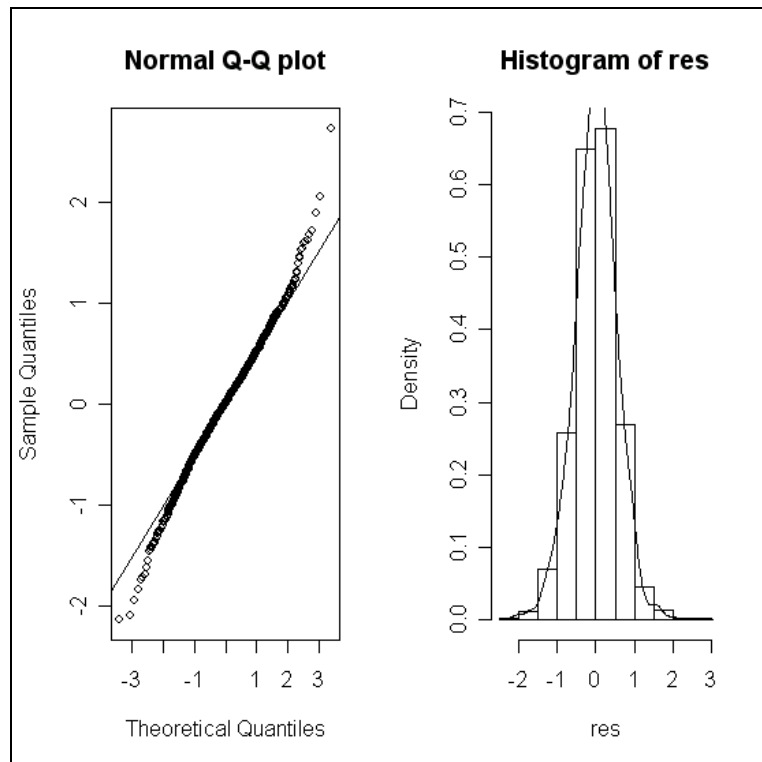 Normal Q-Q plot
Sample Quantiles
2
1
0
-1
-2
-3 -1 1 2 3
Theoretical Quantiles
Histogram of res
Density
0.7
0.6
0.5
0.4
0.3
0.2
0.1
0.0
-2 -1 0 1 2 3
res